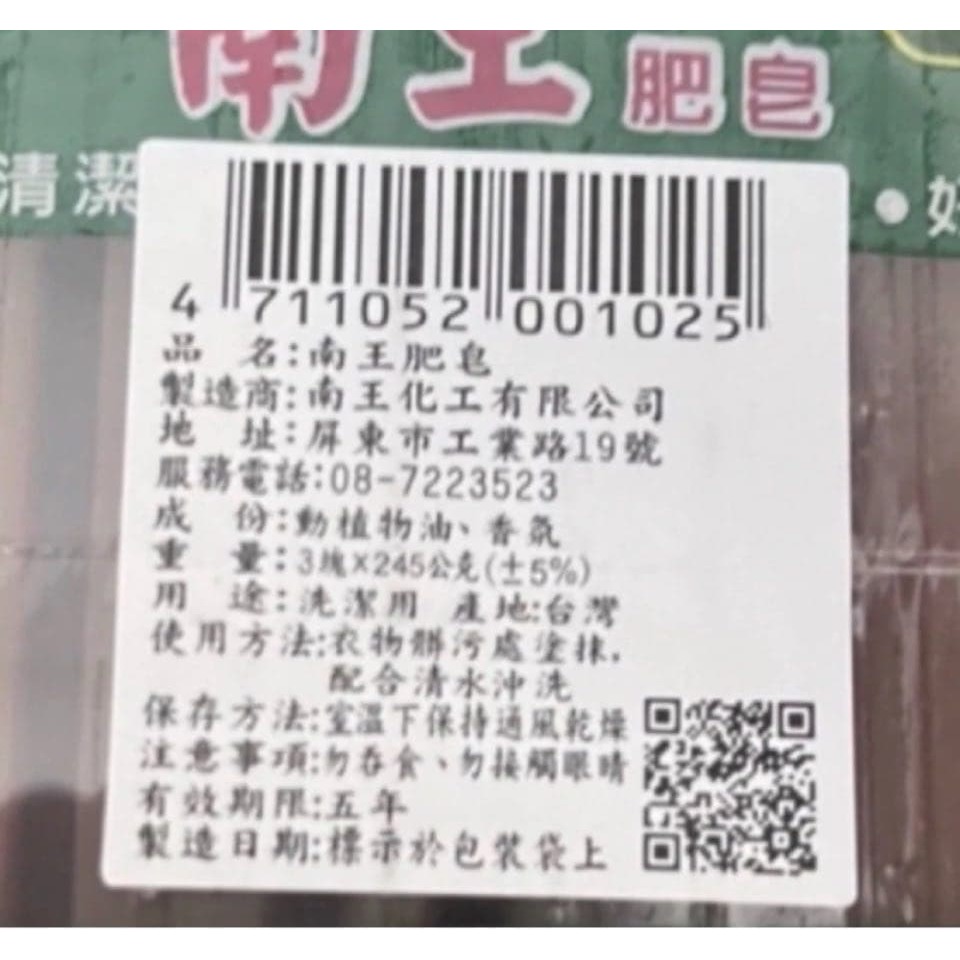 南王肥皂
清潔
4 711052 001025
品 名:南王肥皂
製造商:南王化工有限公司
地 址:屏東市工業路19號
服務電話:08-7223523
成 份:動植物油、香氛
重 量:3塊×245公克(±5%)
用 途:洗潔用 產地:台灣
使用方法:衣物髒污處塗抹,
配合清水沖洗
保存方法:室溫下保持通風乾燥
注意事項:勿吞食、勿接觸眼睛
有效期限:五年
製造日期:標示於包裝袋上